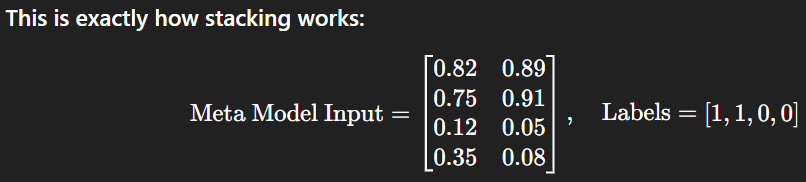 This is exactly how stacking works:
Meta Model Input = [0.82 0.89
0.75 0.91
0.12 0.05
0.35 0.08], Labels = [1, 1, 0, 0]